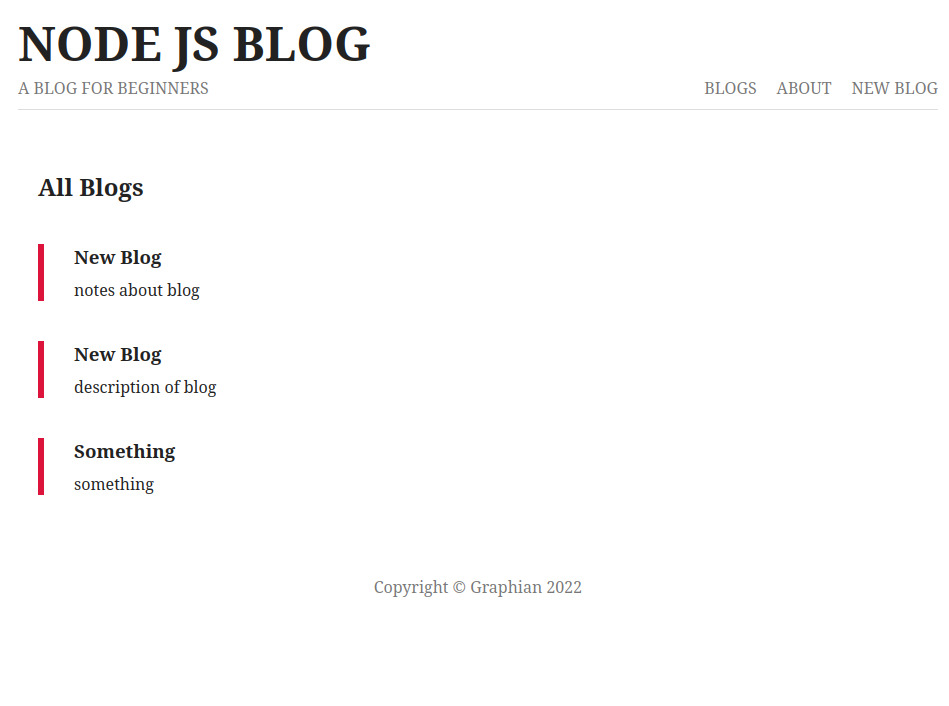 NODE JS BLOG
A BLOG FOR BEGINNERS BLOGS ABOUT NEW BLOG
All Blogs
New Blog
notes about blog
New Blog
description of blog
Something
something
Copyright © Graphian 2022